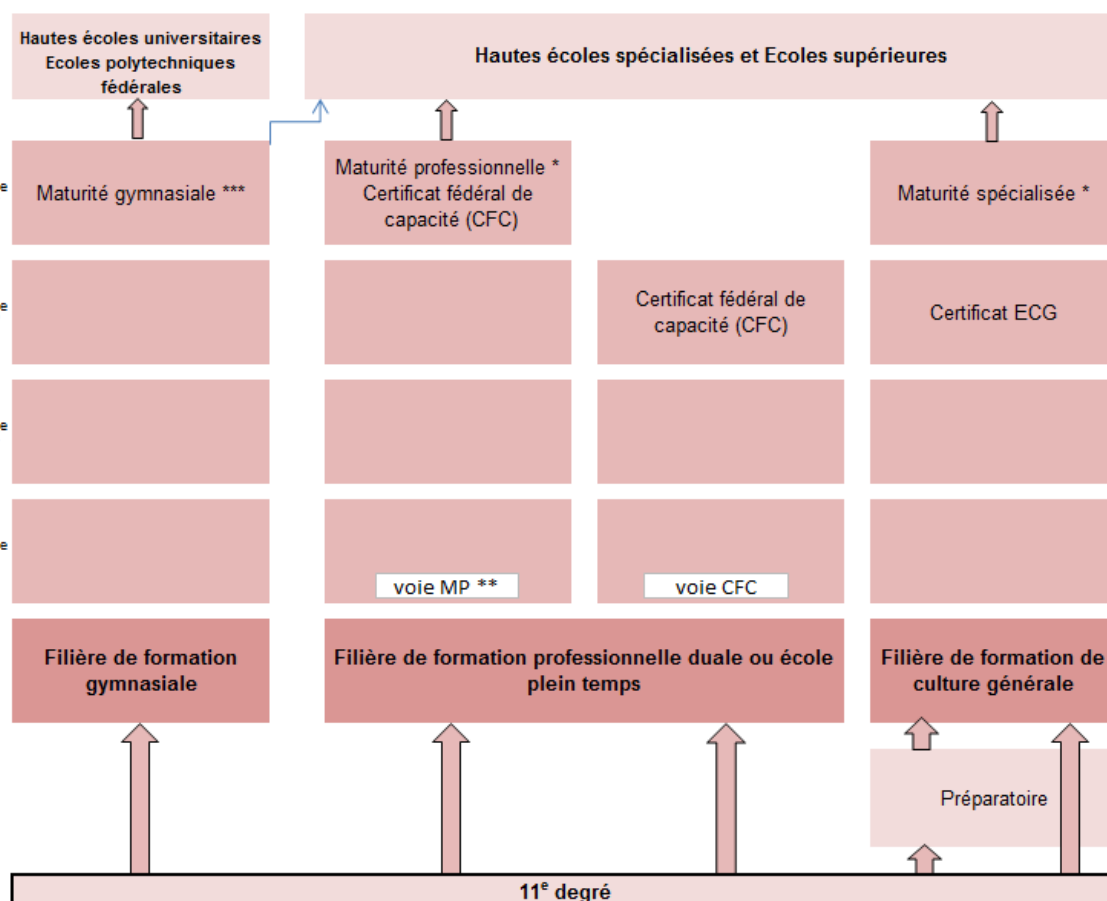 Hautes écoles universitaires
Ecoles polytechniques
fédérales
Hautes écoles spécialisées et Ecoles supérieures
e
Maturité gymnasiale ***
Maturité professionnelle *
Certificat fédéral de
capacité (CFC)
Maturité spécialisée *
e
Certificat fédéral de
capacité (CFC)
Certificat ECG
e
e
voie MP **
voie CFC
Filière de formation
gymnasiale
Filière de formation professionnelle duale ou école
plein temps
Filière de formation de
culture générale
Préparatoire
11e degré